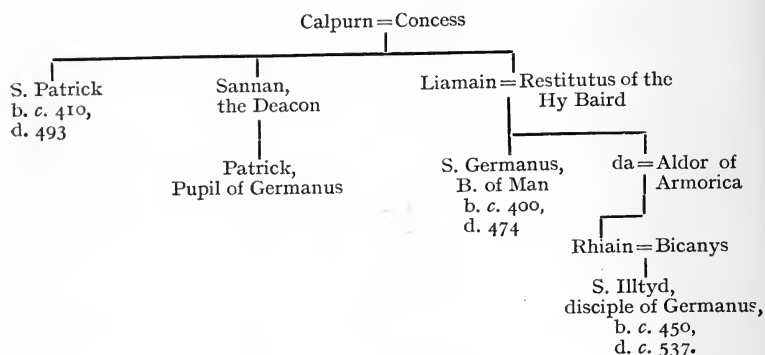 Calpurn=Concess
S. Patrick
b. c. 410,
d. 493
Sannan,
the Deacon
Patrick,
Pupil of Germanus
Liamain=Restitutus of the
Hy Baird
S. Germanus,
B. of Man
b. c. 400,
d. 474
da=Aldor of
Armorica
Rhiain=Bicanys
S. Illtyd,
disciple of Germanus,
b. c. 450,
d. c. 537.